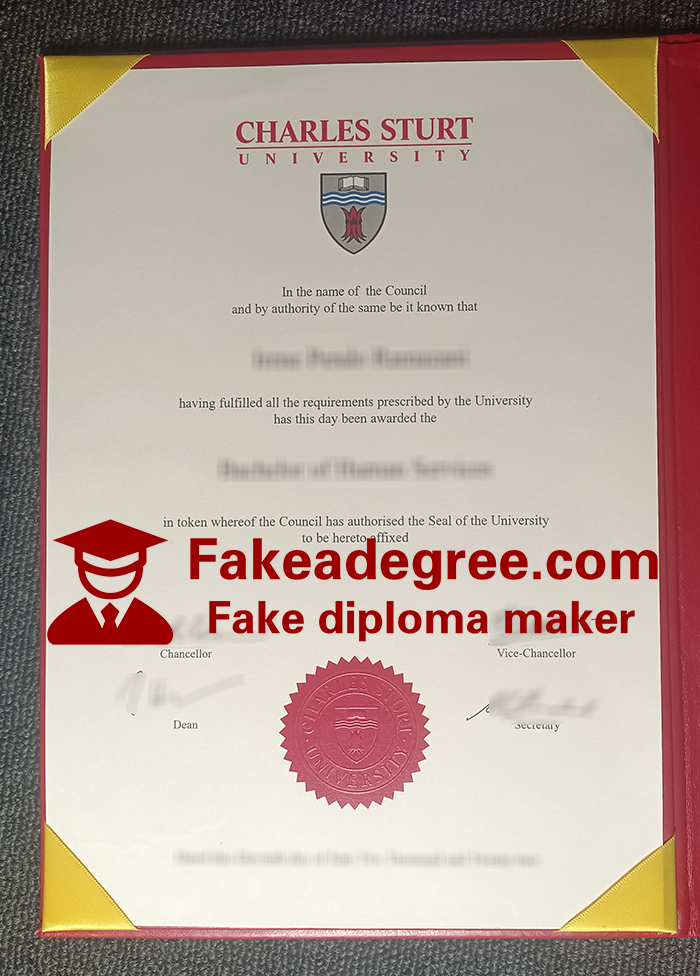 CHARLES STURT
UNIVERSITY
In the name of the Council
and by authority of the same be it known that
having fulfilled all the requirements prescribed by the University
has this day been awarded the
in token whereof the Council has authorised the Seal of the University
to be hereto affixed
Fakeadegree.com
Fake diploma maker
Chancellor
Vice-Chancellor
Dean
Secretary
CHARLES STURT
UNIVERSITY